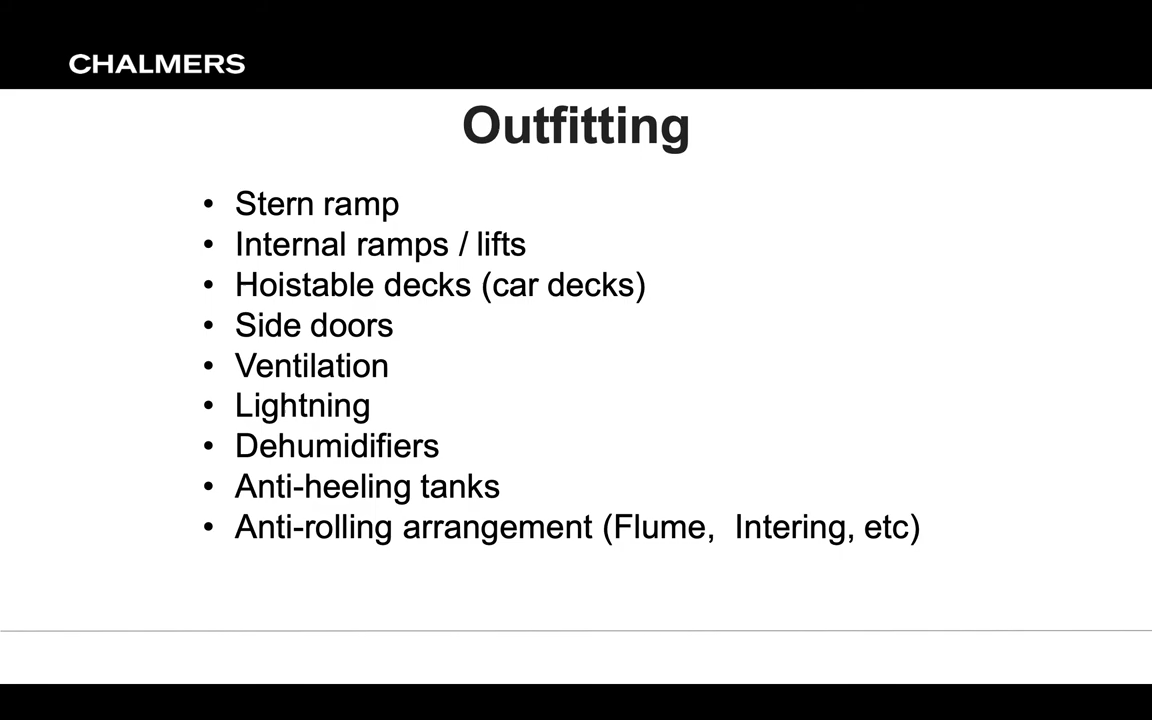 CHALMERS
Outfitting
• Stern ramp
• Internal ramps / lifts
• Hoistable decks (car decks)
• Side doors
• Ventilation
• Lightning
• Dehumidifiers
• Anti-heeling tanks
• Anti-rolling arrangement (Flume,  Intering, etc)